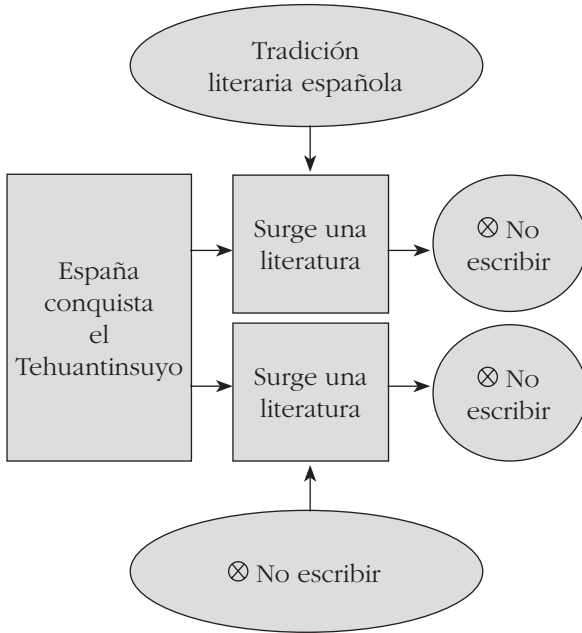 Tradición
literaria española
España
conquista
el
Tehuantinsuyo
Surge una
literatura
⊗ No
escribir
Surge una
literatura
⊗ No
escribir
⊗ No escribir